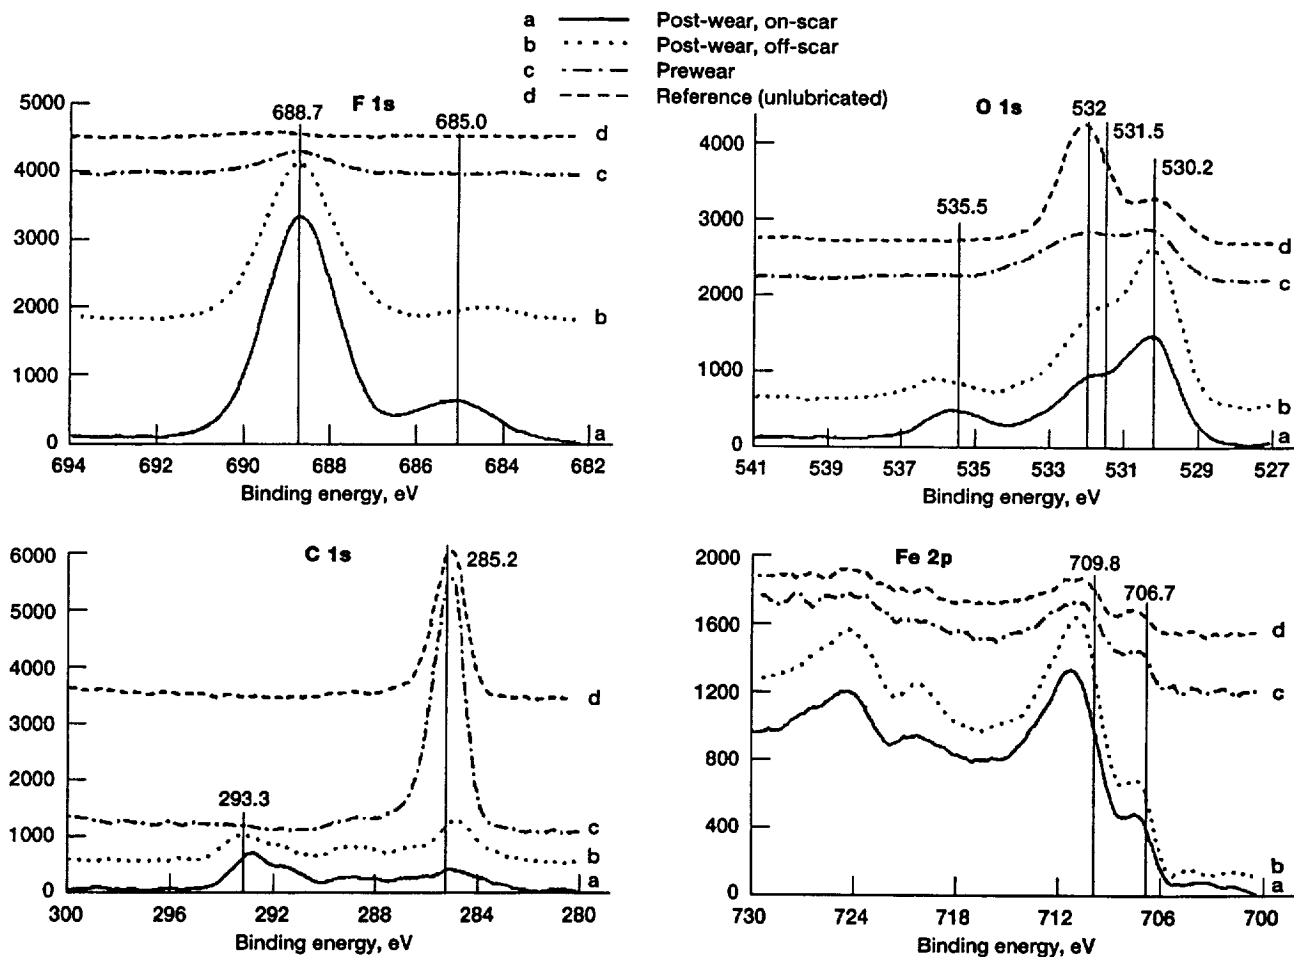 a Post-wear, on-scar
b Post-wear, off-scar
c Prewear
d Reference (unlubricated)
F 1s
688.7
685.0
5000
4000
3000
2000
1000
0
d
c
b
a
694 692 690 688 686 684 682
Binding energy, eV
O 1s
532
531.5
530.2
535.5
4000
3000
2000
1000
0
d
c
b
a
541 539 537 535 533 531 529 527
Binding energy, eV
C 1s
285.2
293.3
6000
5000
4000
3000
2000
1000
0
d
c
b
a
300 296 292 288 284 280
Binding energy, eV
Fe 2p
709.8
706.7
2000
1600
1200
800
400
0
d
c
b
a
730 724 718 712 706 700
Binding energy, eV